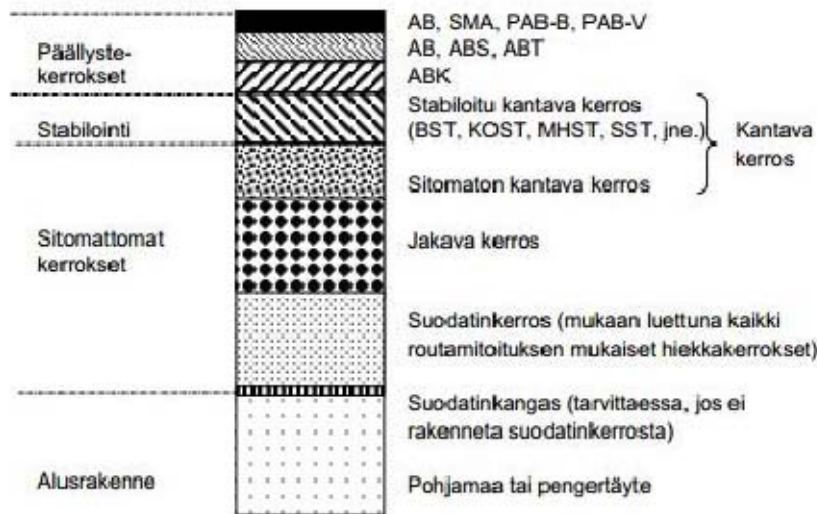 Päällyste-
kerrokset
Stabilointi
Sitomattomat
kerrokset
Alusrakenne
AB, SMA, PAB-B, PAB-V
AB, ABS, ABT
ABK
Stabiloitu kantava kerros
(BST, KOST, MHST, SST, jne.)
Sitomaton kantava kerros
Kantava
kerros
Jakava kerros
Suodatinkerros (mukaan luettuna kaikki
routamitoituksen mukaiset hiekkakerrokset)
Suodatinkangas (tarvittaessa, jos ei
rakenneta suodatinkerrosta)
Pohjamaa tai pengertäyte